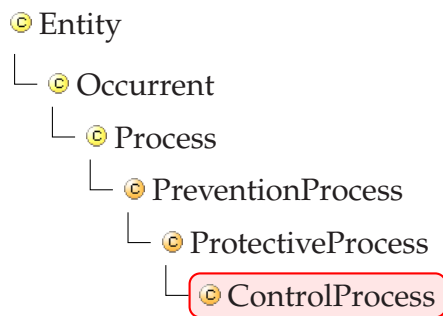 © Entity
© Occurrent
© Process
© PreventionProcess
© ProtectiveProcess
© ControlProcess